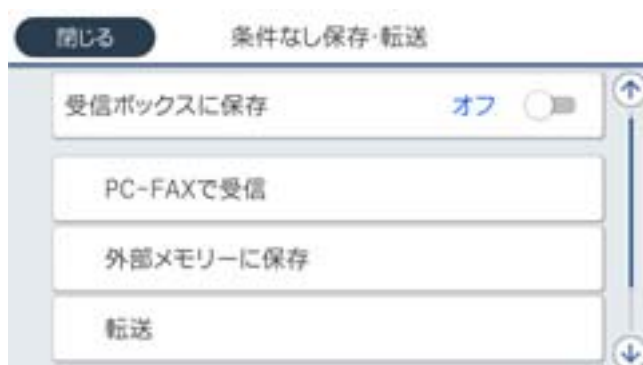 閉じる
条件なし保存・転送
受信ボックスに保存 オフ
PC-FAXで受信
外部メモリーに保存
転送